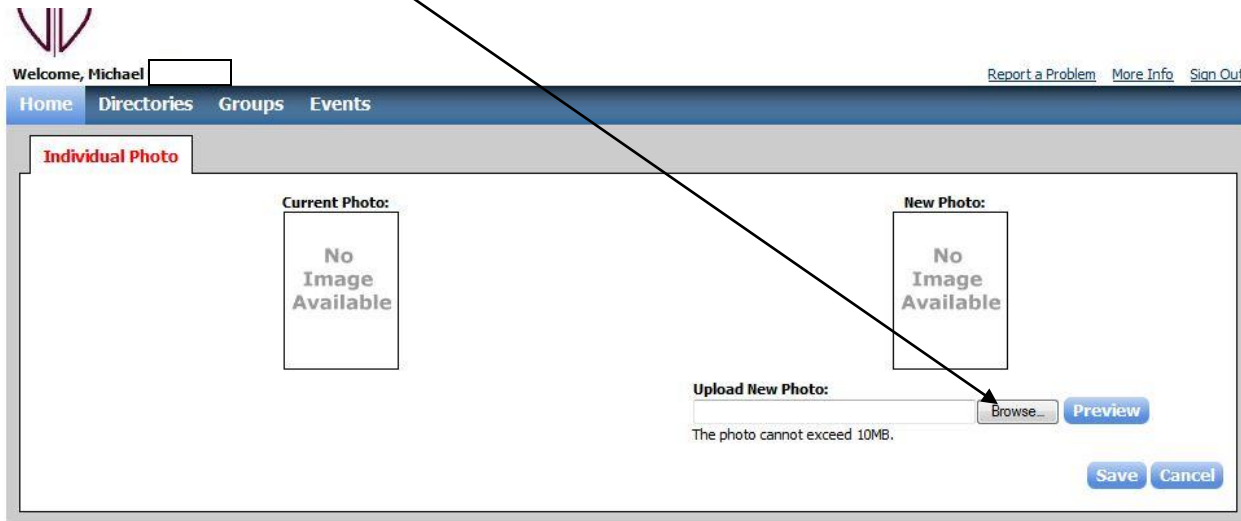 Welcome, Michael
Report a Problem More Info Sign Out
Home Directories Groups Events
Individual Photo
Current Photo: New Photo:
No
Image
Available
No
Image
Available
Upload New Photo:
Browse... Preview
The photo cannot exceed 10MB.
Save Cancel